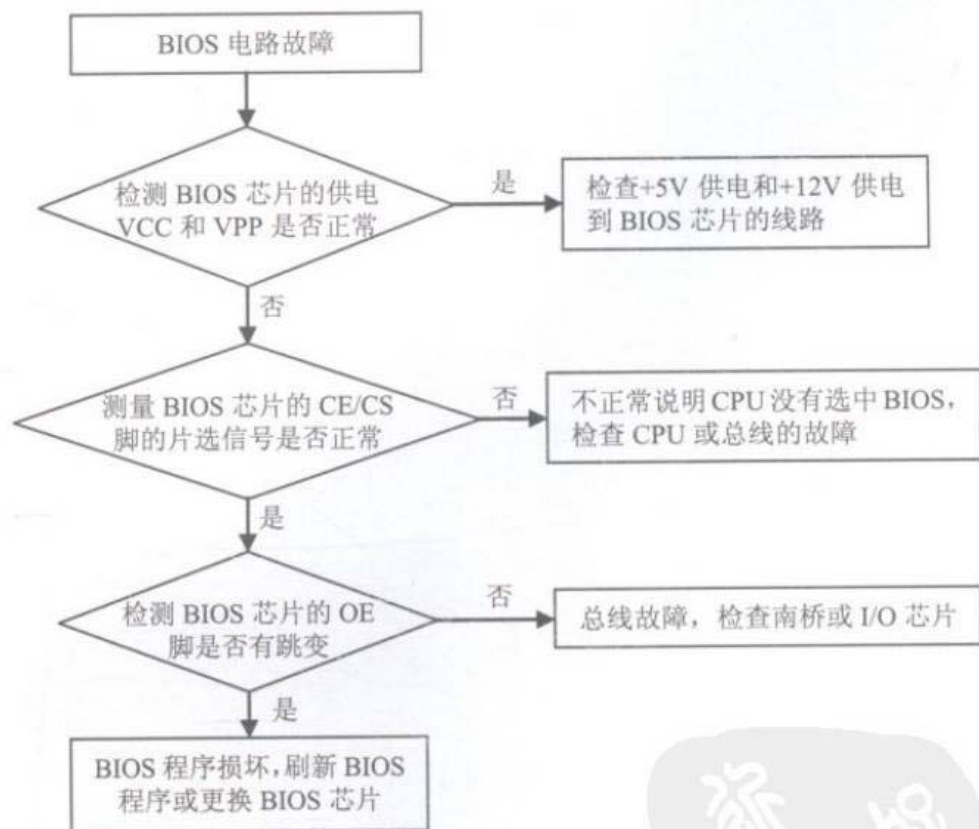 BIOS 电路故障
检测 BIOS 芯片的供电
VCC 和 VPP 是否正常
是
检查+5V 供电和+12V 供电
到 BIOS 芯片的线路
否
测量 BIOS 芯片的 CE/CS
脚的片选信号是否正常
否
不正常说明 CPU 没有选中 BIOS，
检查 CPU 或总线的故障
是
检测 BIOS 芯片的 OE
脚是否有跳变
否
总线故障，检查南桥或 I/O 芯片
是
BIOS 程序损坏，刷新 BIOS
程序或更换 BIOS 芯片